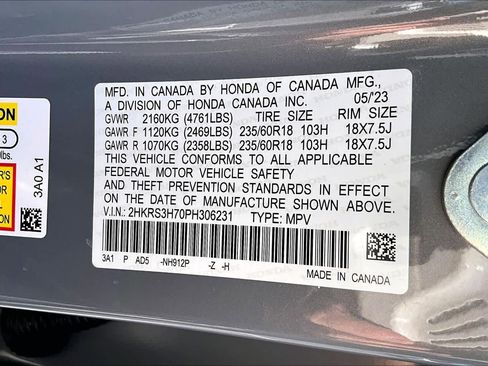 MFD. IN CANADA BY HONDA OF CANADA MFG.,
A DIVISION OF HONDA CANADA INC. 05/'23
GVWR 2160KG (4761LBS) TIRE SIZE RIM SIZE
GAWR F 1120KG (2469LBS) 235/60R18 103H 18X7.5J
GAWR R 1070KG (2358LBS) 235/60R18 103H 18X7.5J
THIS VEHICLE CONFORMS TO ALL APPLICABLE
FEDERAL MOTOR VEHICLE SAFETY
AND THEFT PREVENTION STANDARDS IN EFFECT
ON THE DATE OF MANUFACTURE SHOWN ABOVE.
V.I.N.: 2HKRS3H70PH306231 TYPE: MPV
3A1 P AD5 -NH912P -Z -H
MADE IN CANADA
ON
3
lbs.
R'S
R
3A0 A1